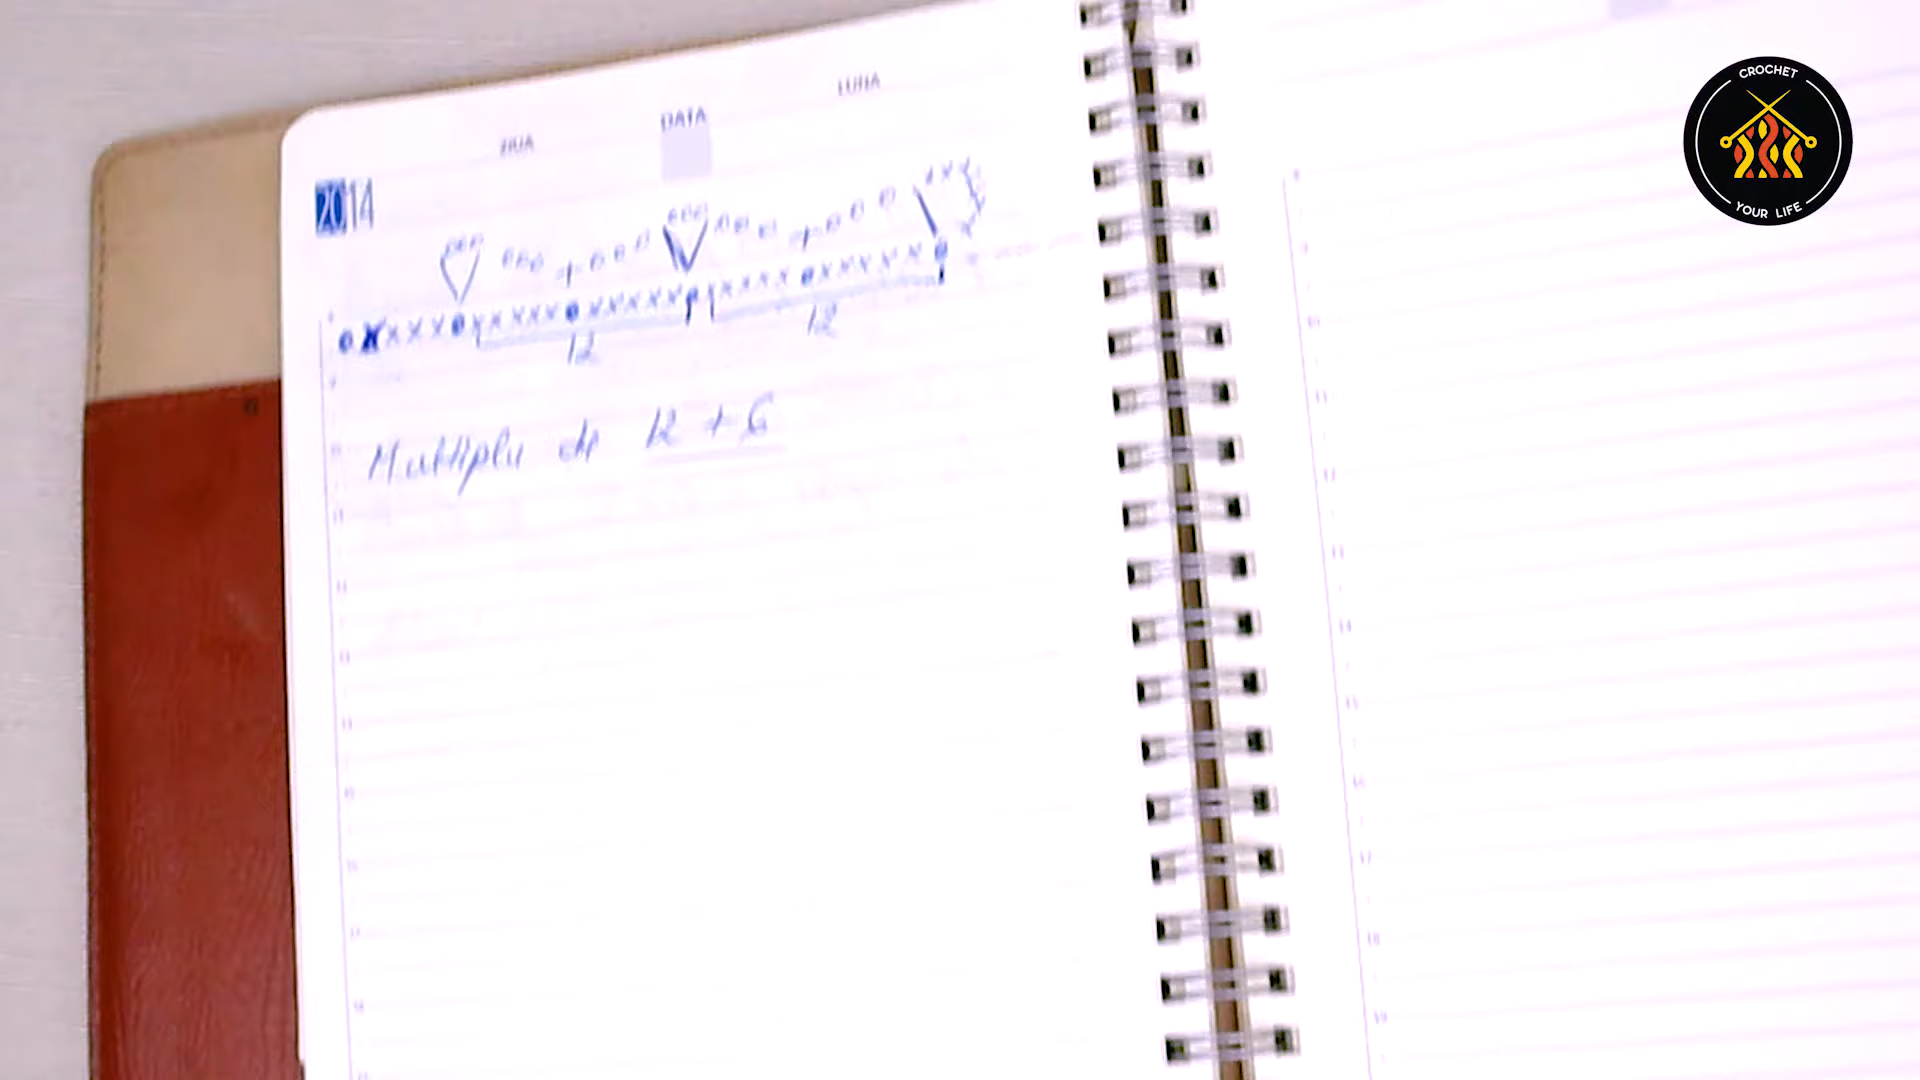 LUNA
DATA
ZIUA
2014
12
12
Multiplu de 12 + 6
CROCHET
YOUR LIFE